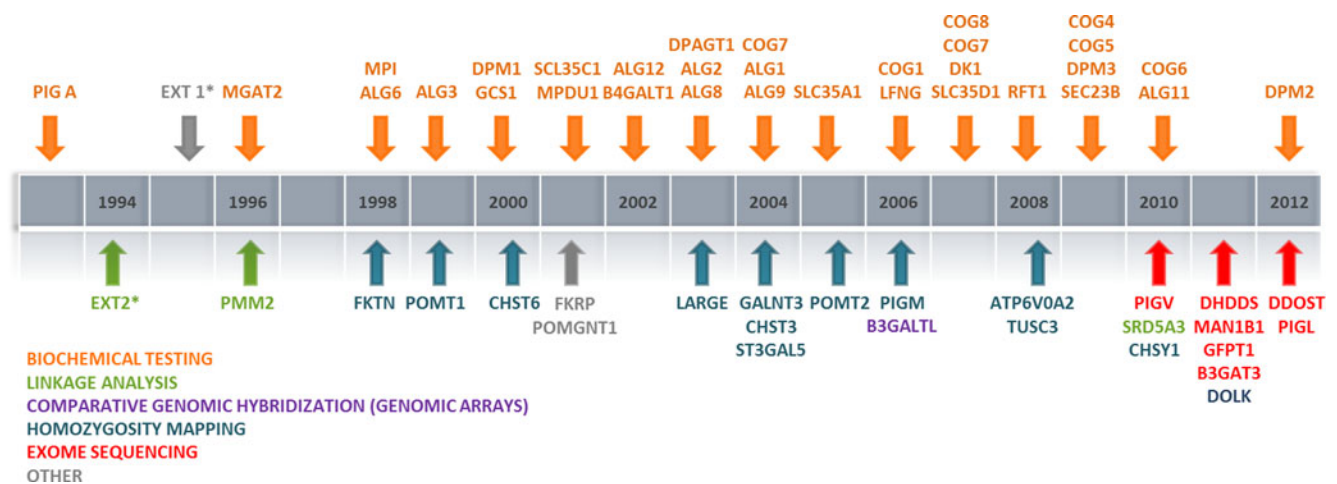 COG8 COG4
DPAGT1 COG7 COG7 COG5
MPI DPM1 SCL35C1 ALG12 ALG2 ALG1 COG1 DK1 DPM3 COG6
PIG A EXT 1* MGAT2 ALG6 ALG3 GCS1 MPDU1 B4GALT1 ALG8 ALG9 SLC35A1 LFNG SLC35D1 RFT1 SEC23B ALG11 DPM2
1994 1996 1998 2000 2002 2004 2006 2008 2010 2012
EXT2* PMM2 FKTN POMT1 CHST6 FKRP LARGE GALNT3 POMT2 PIGM ATP6V0A2 PIGV DHDDS DDOST
POMGNT1 CHST3 B3GALTL TUSC3 SRD5A3 MAN1B1 PIGL
ST3GAL5 CHSY1 GFPT1
B3GAT3
DOLK
BIOCHEMICAL TESTING
LINKAGE ANALYSIS
COMPARATIVE GENOMIC HYBRIDIZATION (GENOMIC ARRAYS)
HOMOZYGOSITY MAPPING
EXOME SEQUENCING
OTHER